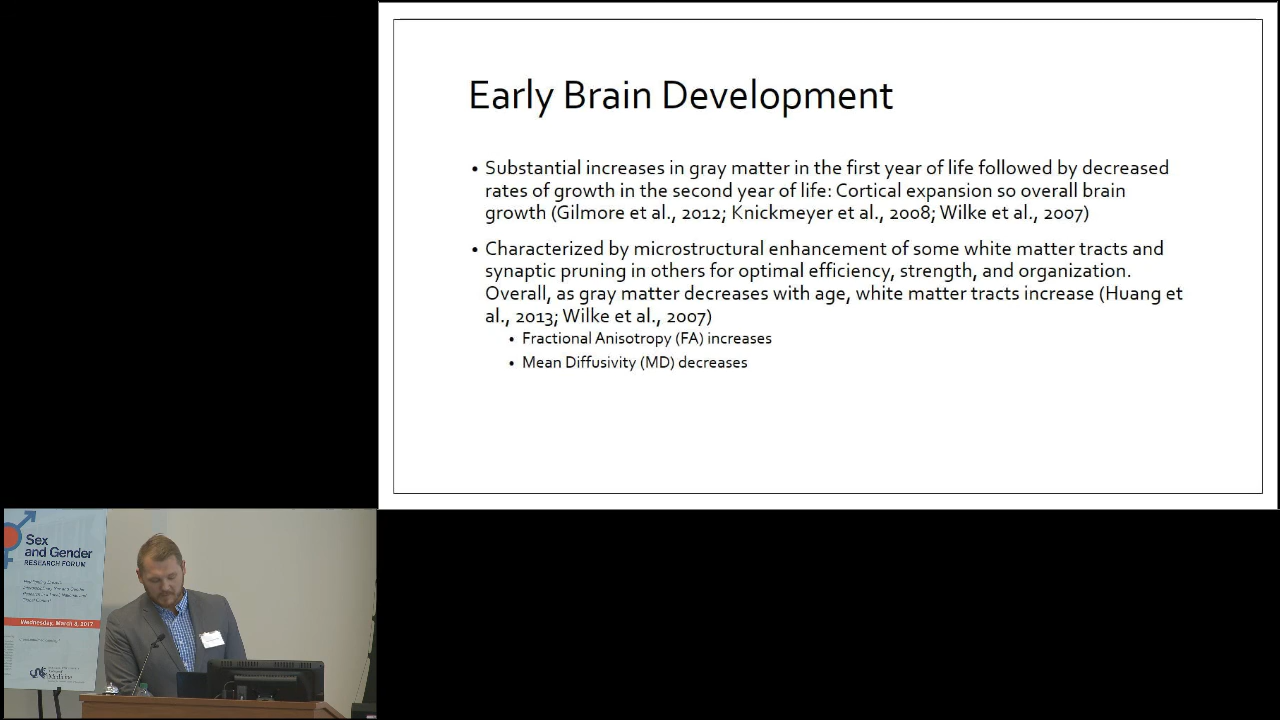 Early Brain Development
• Substantial increases in gray matter in the first year of life followed by decreased
rates of growth in the second year of life: Cortical expansion so overall brain
growth (Gilmore et al., 2012; Knickmeyer et al., 2008; Wilke et al., 2007)
• Characterized by microstructural enhancement of some white matter tracts and
synaptic pruning in others for optimal efficiency, strength, and organization.
Overall, as gray matter decreases with age, white matter tracts increase (Huang et
al., 2013; Wilke et al., 2007)
• Fractional Anisotropy (FA) increases
• Mean Diffusivity (MD) decreases
Sex
and Gender
RESEARCH FORUM
Wednesday, March 8, 2017
Medicine